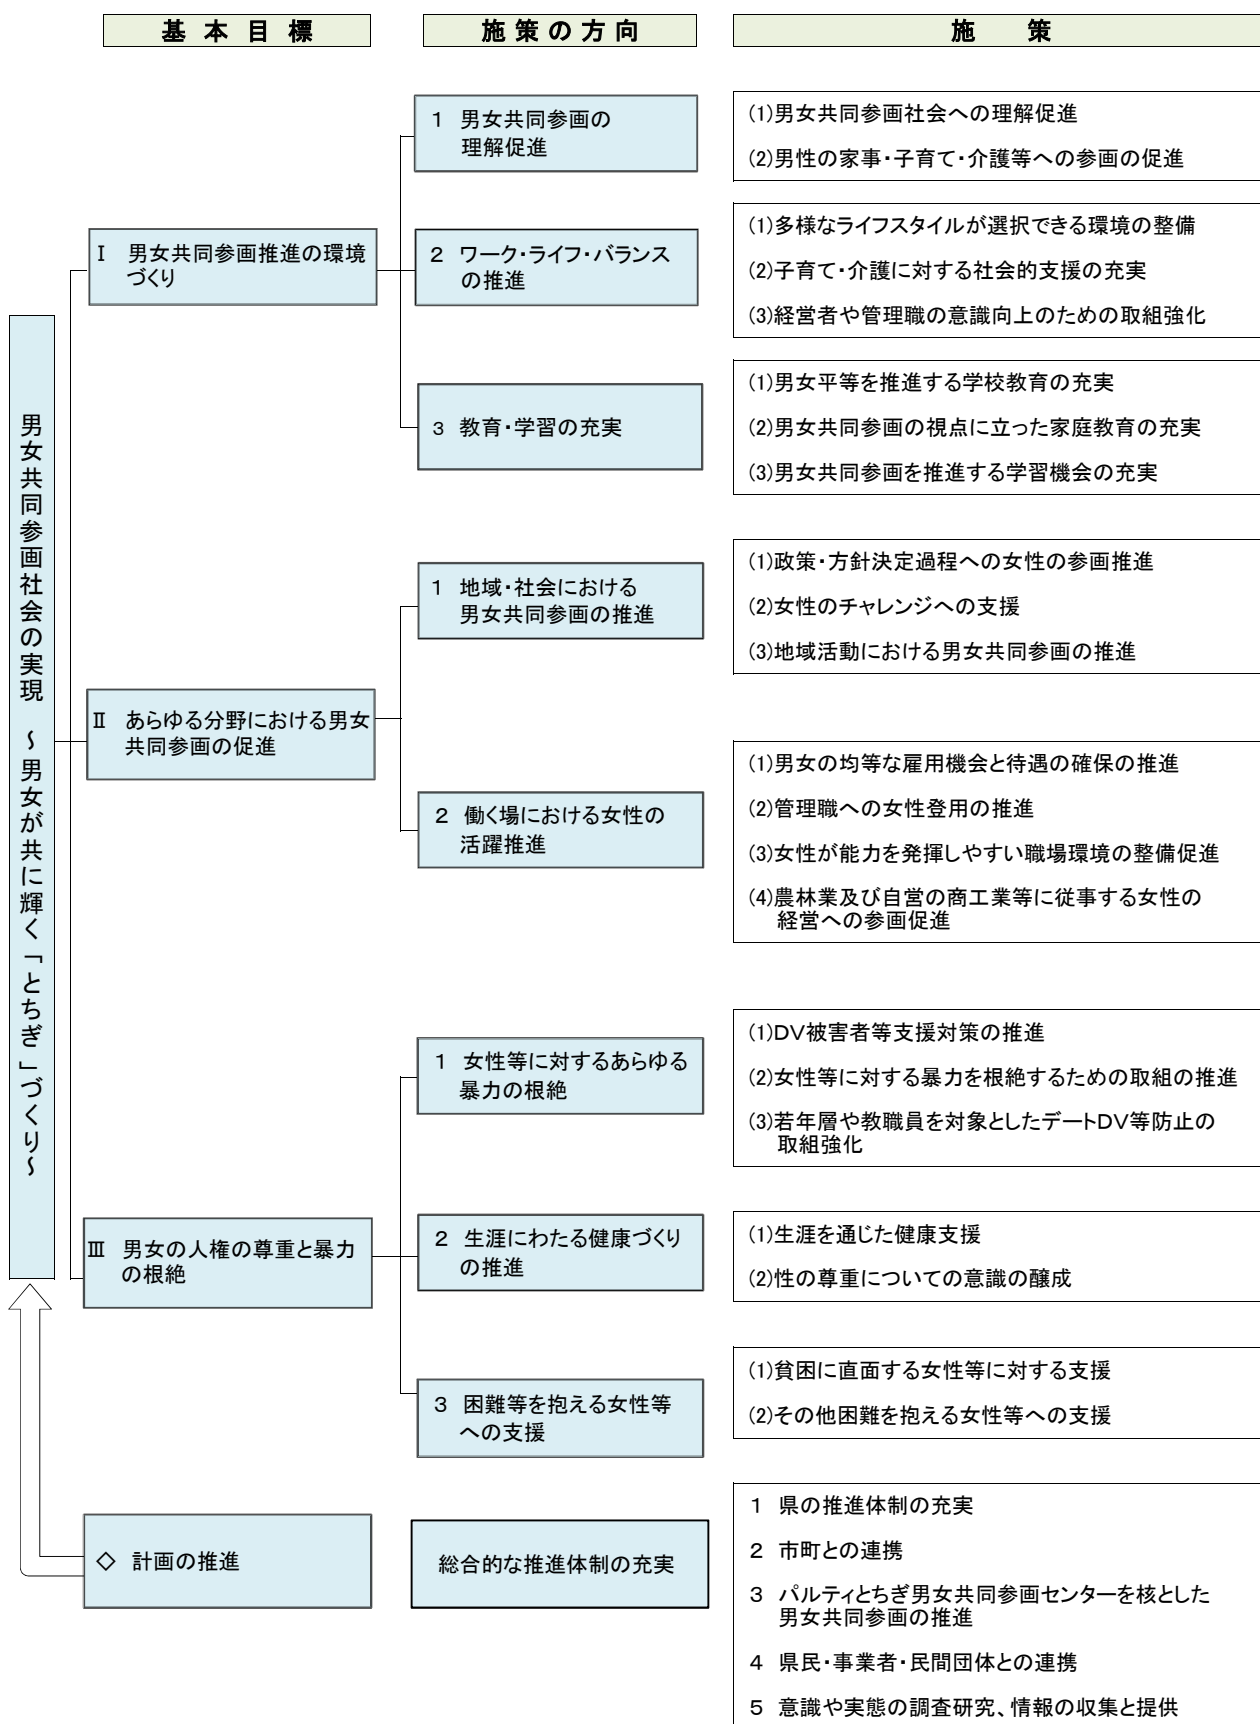 基本目標
施策の方向
施策
男女共同参画社会の実現 ～男女が共に輝く「とちぎ」づくり～
Ⅰ 男女共同参画推進の環境
づくり
1 男女共同参画の
理解促進
(1)男女共同参画社会への理解促進
(2)男性の家事・子育て・介護等への参画の促進
2 ワーク・ライフ・バランス
の推進
(1)多様なライフスタイルが選択できる環境の整備
(2)子育て・介護に対する社会的支援の充実
(3)経営者や管理職の意識向上のための取組強化
3 教育・学習の充実
(1)男女平等を推進する学校教育の充実
(2)男女共同参画の視点に立った家庭教育の充実
(3)男女共同参画を推進する学習機会の充実
Ⅱ あらゆる分野における男女
共同参画の促進
1 地域・社会における
男女共同参画の推進
(1)政策・方針決定過程への女性の参画推進
(2)女性のチャレンジへの支援
(3)地域活動における男女共同参画の推進
2 働く場における女性の
活躍推進
(1)男女の均等な雇用機会と待遇の確保の推進
(2)管理職への女性登用の推進
(3)女性が能力を発揮しやすい職場環境の整備促進
(4)農林業及び自営の商工業等に従事する女性の
経営への参画促進
Ⅲ 男女の人権の尊重と暴力
の根絶
1 女性等に対するあらゆる
暴力の根絶
(1)DV被害者等支援対策の推進
(2)女性等に対する暴力を根絶するための取組の推進
(3)若年層や教職員を対象としたデートDV等防止の
取組強化
2 生涯にわたる健康づくり
の推進
(1)生涯を通じた健康支援
(2)性の尊重についての意識の醸成
3 困難等を抱える女性等
への支援
(1)貧困に直面する女性等に対する支援
(2)その他困難を抱える女性等への支援
◇ 計画の推進
総合的な推進体制の充実
1 県の推進体制の充実
2 市町との連携
3 パルティとちぎ男女共同参画センターを核とした
男女共同参画の推進
4 県民・事業者・民間団体との連携
5 意識や実態の調査研究、情報の収集と提供